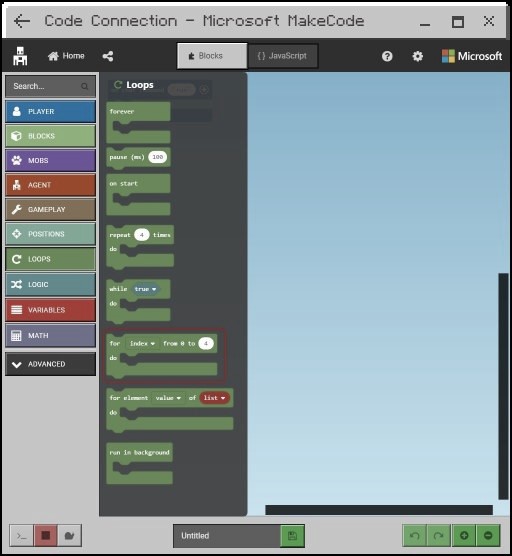 Code Connection - Microsoft MakeCode
Home
Blocks
{} JavaScript
Microsoft
Search...
Loops
PLAYER
BLOCKS
MOBS
AGENT
GAMEPLAY
POSITIONS
LOOPS
LOGIC
VARIABLES
MATH
ADVANCED
forever
pause (ms) 100
on start
repeat 4 times
do
while true
do
for index from 0 to 4
do
for element value of list
do
run in background
Untitled